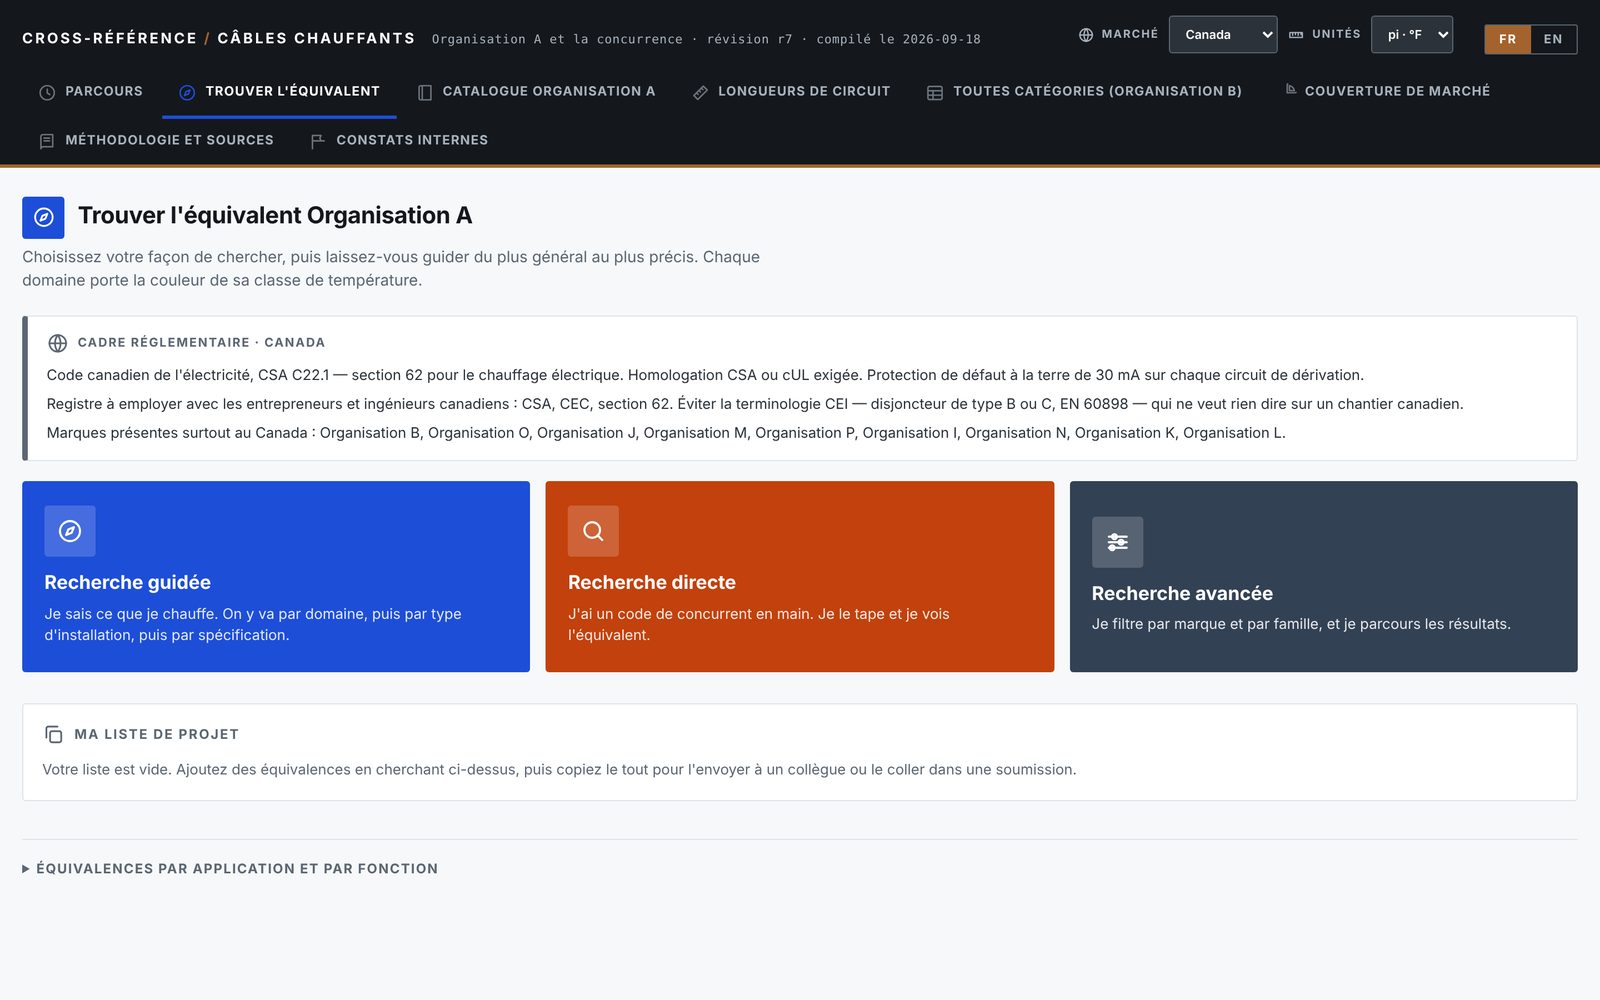 CROSS-RÉFÉRENCE / CÂBLES CHAUFFANTS
Organisation A et la concurrence · révision r7 · compilé le 2026-09-18
MARCHÉ
Canada
UNITÉS
pi · °F
FR
EN
PARCOURS
TROUVER L'ÉQUIVALENT
CATALOGUE ORGANISATION A
LONGUEURS DE CIRCUIT
TOUTES CATÉGORIES (ORGANISATION B)
COUVERTURE DE MARCHÉ
MÉTHODOLOGIE ET SOURCES
CONSTATS INTERNES
Trouver l'équivalent Organisation A
Choisissez votre façon de chercher, puis laissez-vous guider du plus général au plus précis. Chaque
domaine porte la couleur de sa classe de température.
CADRE RÉGLEMENTAIRE · CANADA
Code canadien de l'électricité, CSA C22.1 — section 62 pour le chauffage électrique. Homologation CSA ou cUL exigée. Protection de défaut à la terre de 30 mA sur chaque circuit de dérivation.
Registre à employer avec les entrepreneurs et ingénieurs canadiens : CSA, CEC, section 62. Éviter la terminologie CEI — disjoncteur de type B ou C, EN 60898 — qui ne veut rien dire sur un chantier canadien.
Marques présentes surtout au Canada : Organisation B, Organisation O, Organisation J, Organisation M, Organisation P, Organisation I, Organisation N, Organisation K, Organisation L.
Recherche guidée
Je sais ce que je chauffe. On y va par domaine, puis par type
d'installation, puis par spécification.
Recherche directe
J'ai un code de concurrent en main. Je le tape et je vois
l'équivalent.
Recherche avancée
Je filtre par marque et par famille, et je parcours les résultats.
MA LISTE DE PROJET
Votre liste est vide. Ajoutez des équivalences en cherchant ci-dessus, puis copiez le tout pour l'envoyer à un collègue ou le coller dans une soumission.
ÉQUIVALENCES PAR APPLICATION ET PAR FONCTION